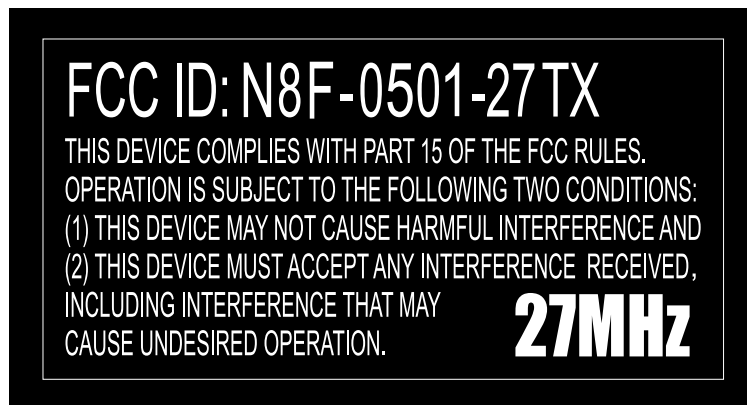 FCC ID: N8F-0501-27TX
THIS DEVICE COMPLIES WITH PART 15 OF THE FCC RULES.
OPERATION IS SUBJECT TO THE FOLLOWING TWO CONDITIONS:
(1) THIS DEVICE MAY NOT CAUSE HARMFUL INTERFERENCE AND
(2) THIS DEVICE MUST ACCEPT ANY INTERFERENCE RECEIVED,
INCLUDING INTERFERENCE THAT MAY
CAUSE UNDESIRED OPERATION.
27MHz